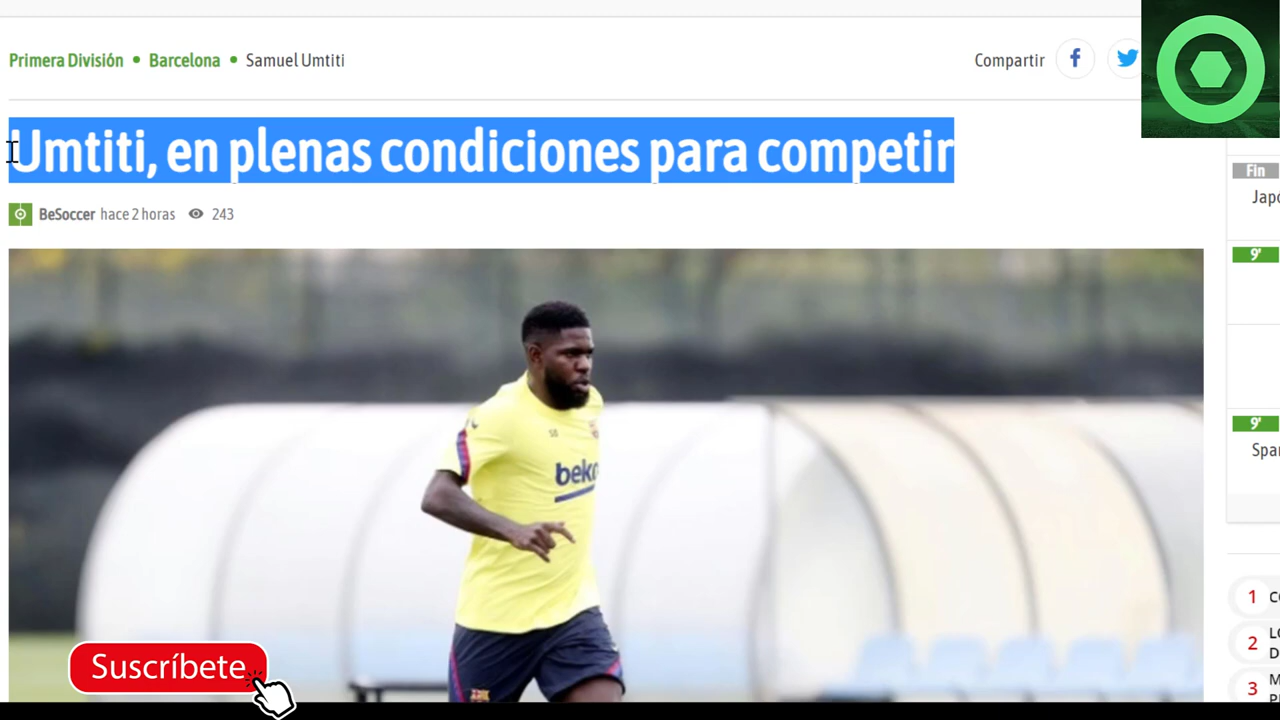 Primera División • Barcelona • Samuel Umtiti
Compartir
Umtiti, en plenas condiciones para competir
BeSoccer hace 2 horas 243
Fin
9'
9'
1
2
3
beko
Suscríbete